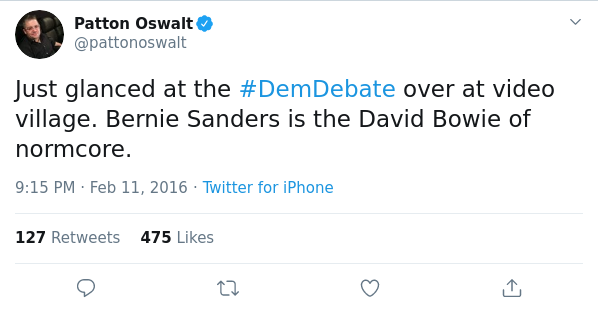 Patton Oswalt
@pattonoswalt
Just glanced at the #DemDebate over at video
village. Bernie Sanders is the David Bowie of
normcore.
9:15 PM · Feb 11, 2016 · Twitter for iPhone
127 Retweets 475 Likes